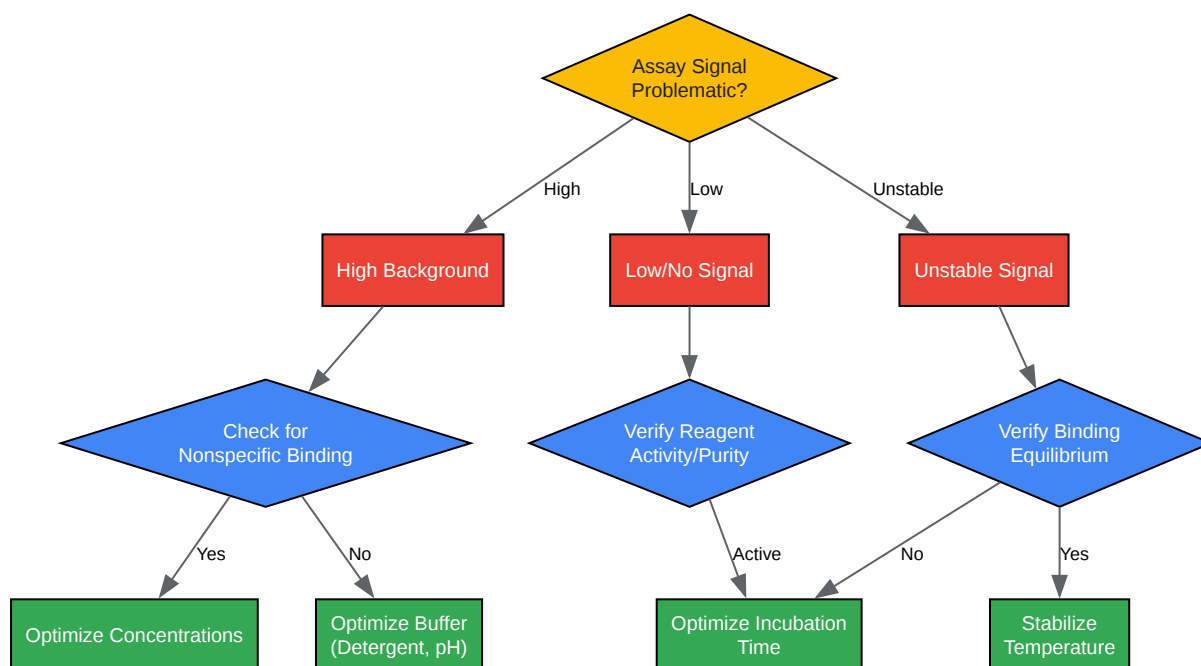 Assay Signal
Problematic?
High
Low
Unstable
High Background
Low/No Signal
Unstable Signal
Check for
Nonspecific Binding
Verify Reagent
Activity/Purity
Verify Binding
Equilibrium
Yes
No
Active
No
Yes
Optimize Concentrations
Optimize Buffer
(Detergent, pH)
Optimize Incubation
Time
Stabilize
Temperature